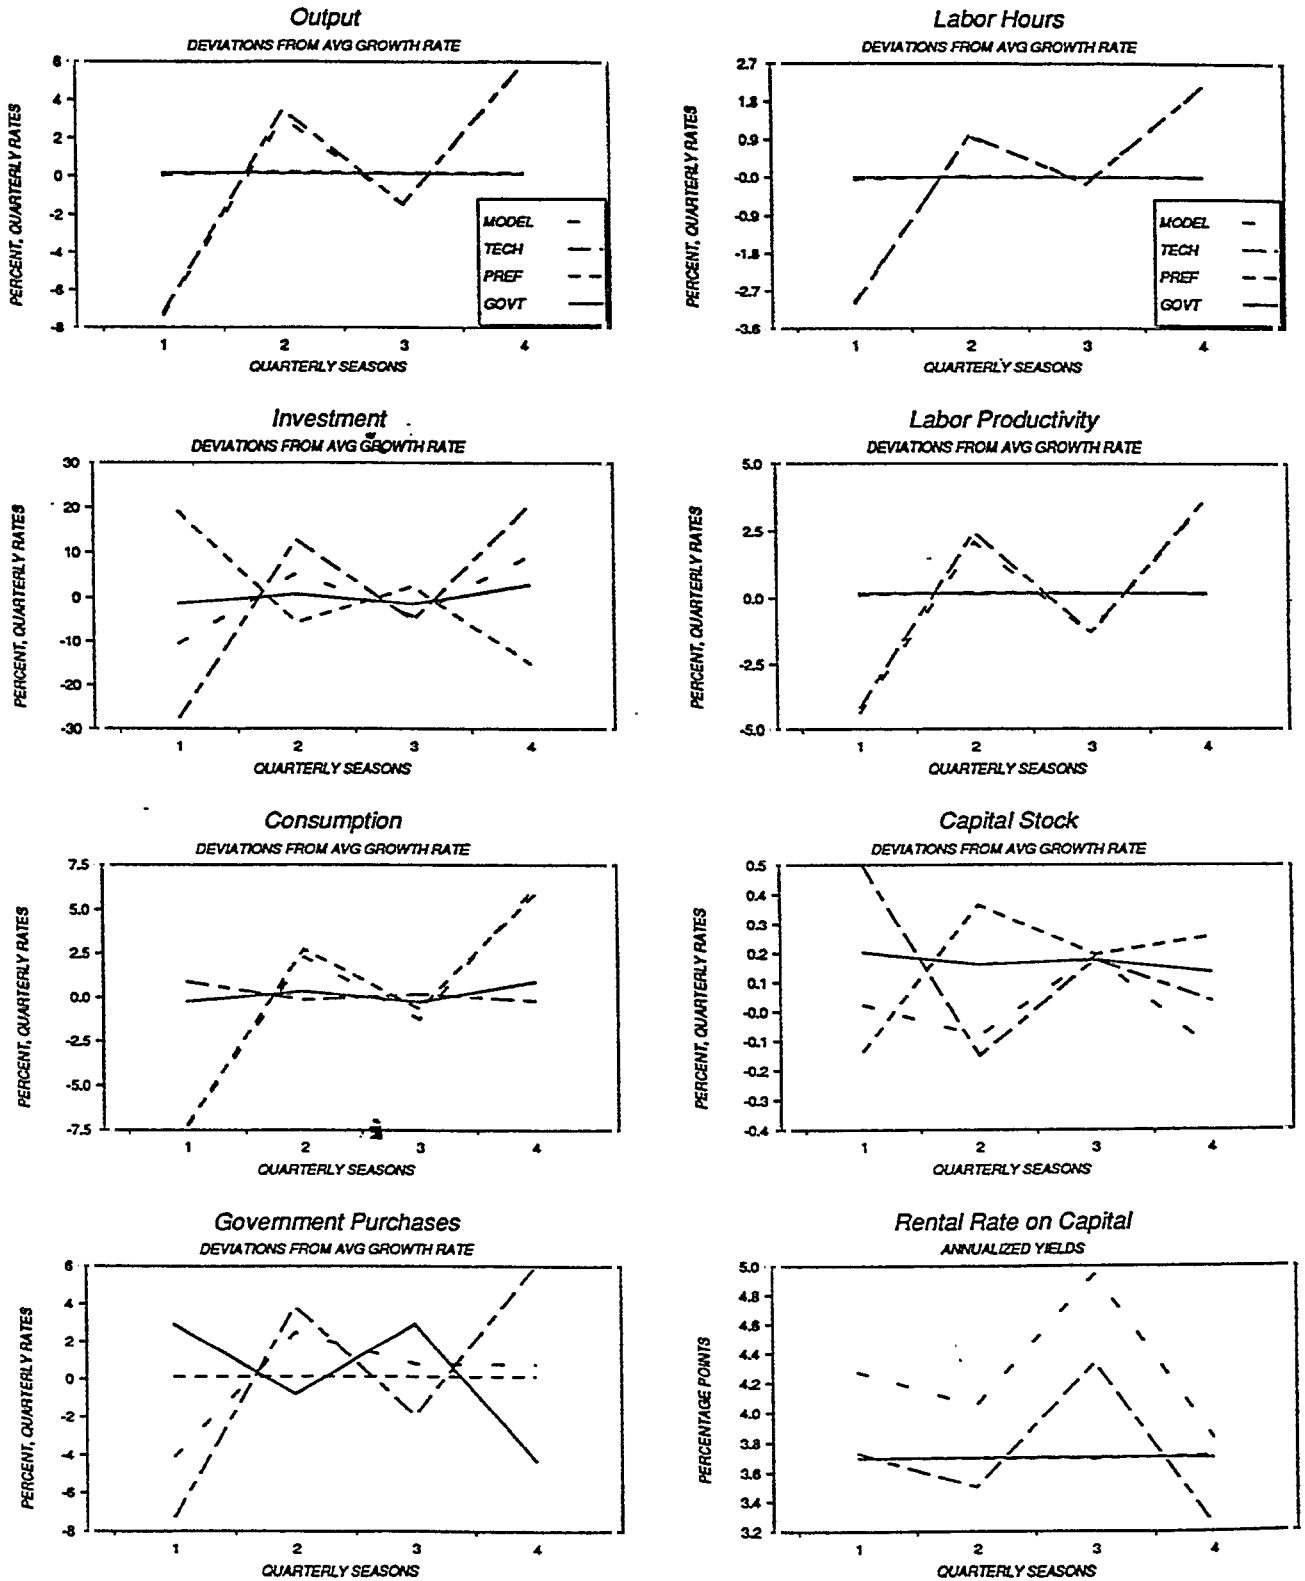 Output
DEVIATIONS FROM AVG GROWTH RATE
PERCENT, QUARTERLY RATES
6
4
2
0
-2
-4
-6
-8
MODEL
TECH
PREF
GOVT
1 2 3 4
QUARTERLY SEASONS
Labor Hours
DEVIATIONS FROM AVG GROWTH RATE
PERCENT, QUARTERLY RATES
2.7
1.8
0.9
-0.0
-0.9
-1.8
-2.7
-3.6
MODEL
TECH
PREF
GOVT
1 2 3 4
QUARTERLY SEASONS
Investment
DEVIATIONS FROM AVG GROWTH RATE
PERCENT, QUARTERLY RATES
30
20
10
0
-10
-20
-30
1 2 3 4
QUARTERLY SEASONS
Labor Productivity
DEVIATIONS FROM AVG GROWTH RATE
PERCENT, QUARTERLY RATES
5.0
2.5
0.0
-2.5
-5.0
1 2 3 4
QUARTERLY SEASONS
Consumption
DEVIATIONS FROM AVG GROWTH RATE
PERCENT, QUARTERLY RATES
7.5
5.0
2.5
0.0
-2.5
-5.0
-7.5
1 2 3 4
QUARTERLY SEASONS
Capital Stock
DEVIATIONS FROM AVG GROWTH RATE
PERCENT, QUARTERLY RATES
0.5
0.4
0.3
0.2
0.1
-0.0
-0.1
-0.2
-0.3
-0.4
1 2 3 4
QUARTERLY SEASONS
Government Purchases
DEVIATIONS FROM AVG GROWTH RATE
PERCENT, QUARTERLY RATES
6
4
2
0
-2
-4
-6
-8
1 2 3 4
QUARTERLY SEASONS
Rental Rate on Capital
ANNUALIZED YIELDS
PERCENTAGE POINTS
5.0
4.8
4.6
4.4
4.2
4.0
3.8
3.6
3.4
3.2
1 2 3 4
QUARTERLY SEASONS